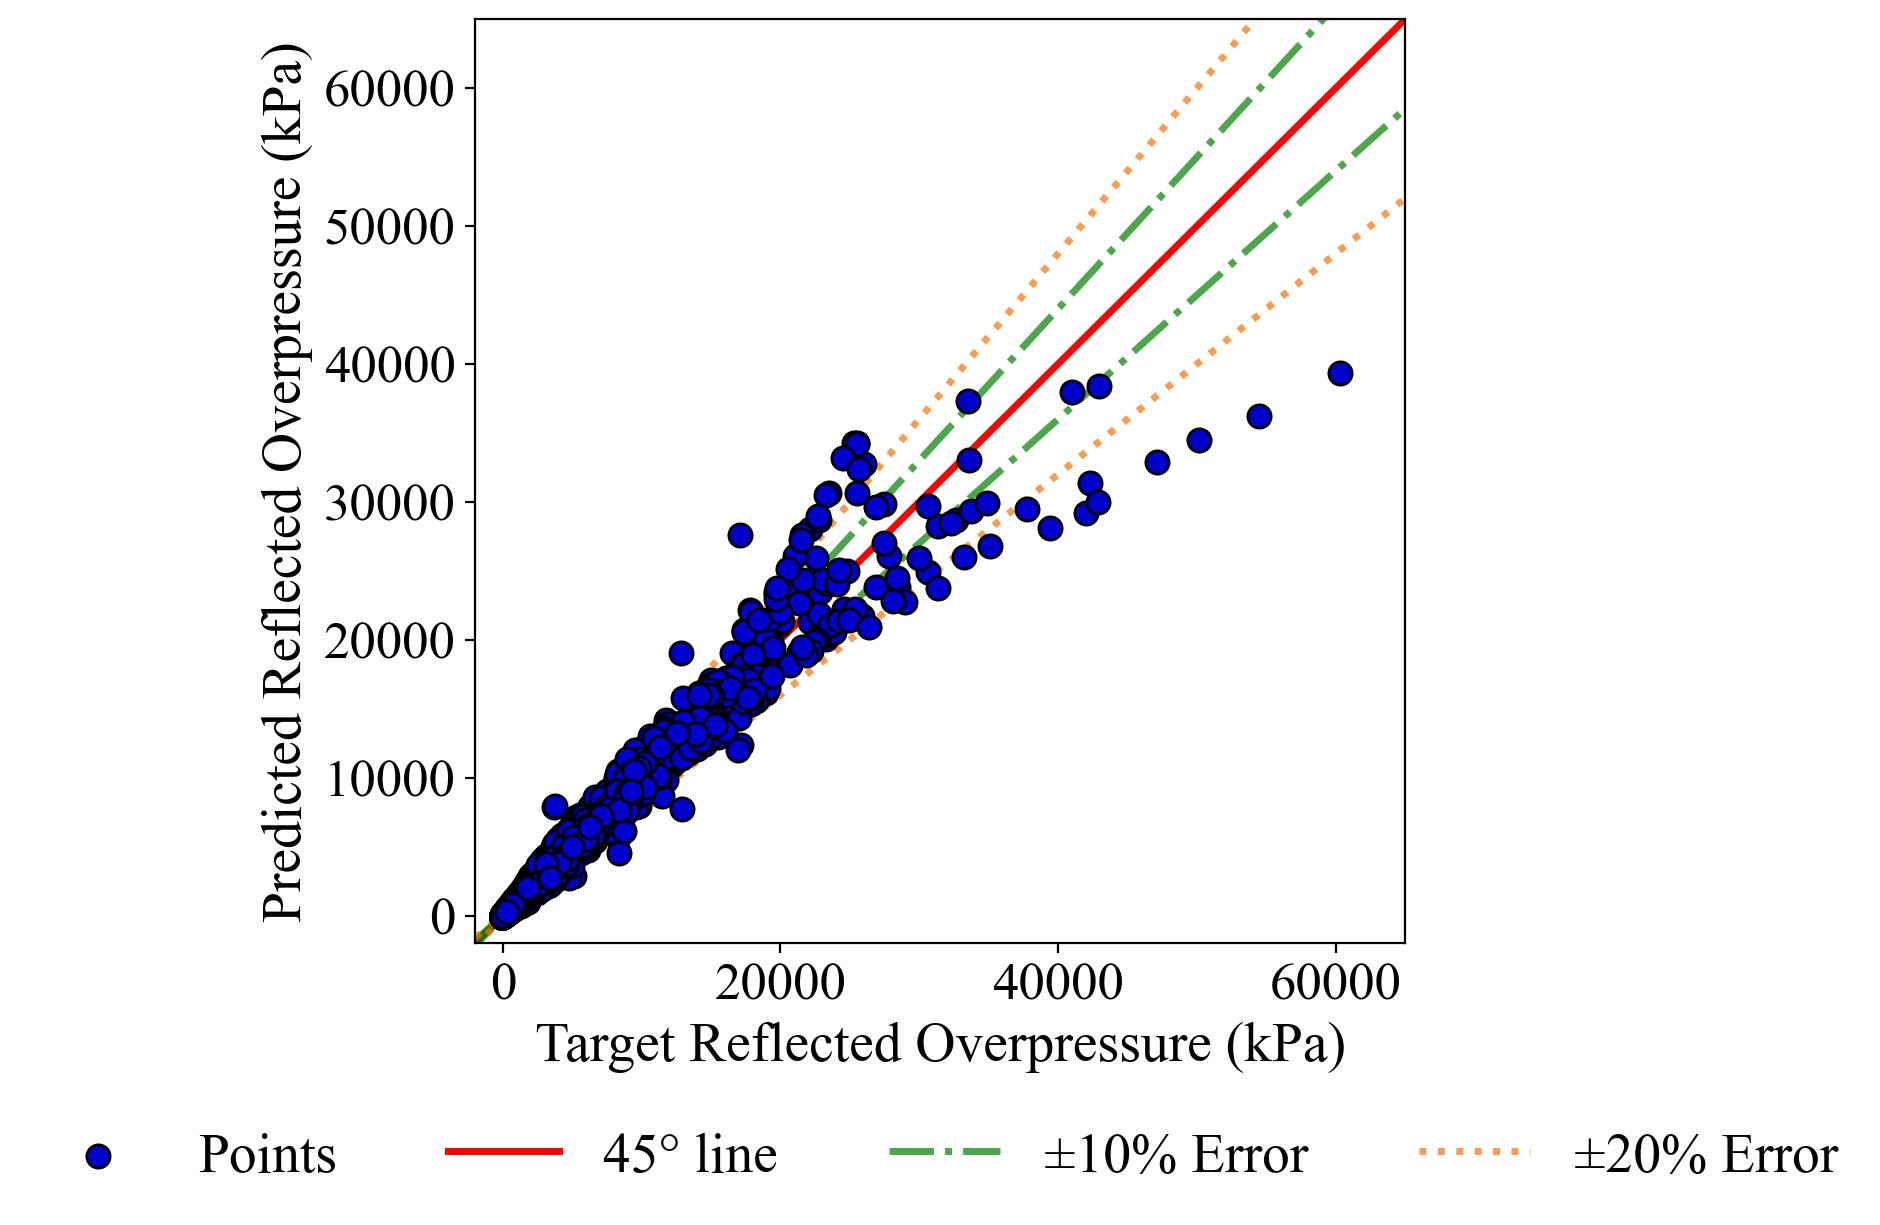 Predicted Reflected Overpressure (kPa)
60000
50000
40000
30000
20000
10000
0
0 20000 40000 60000
Target Reflected Overpressure (kPa)
Points 45° line ±10% Error ±20% Error